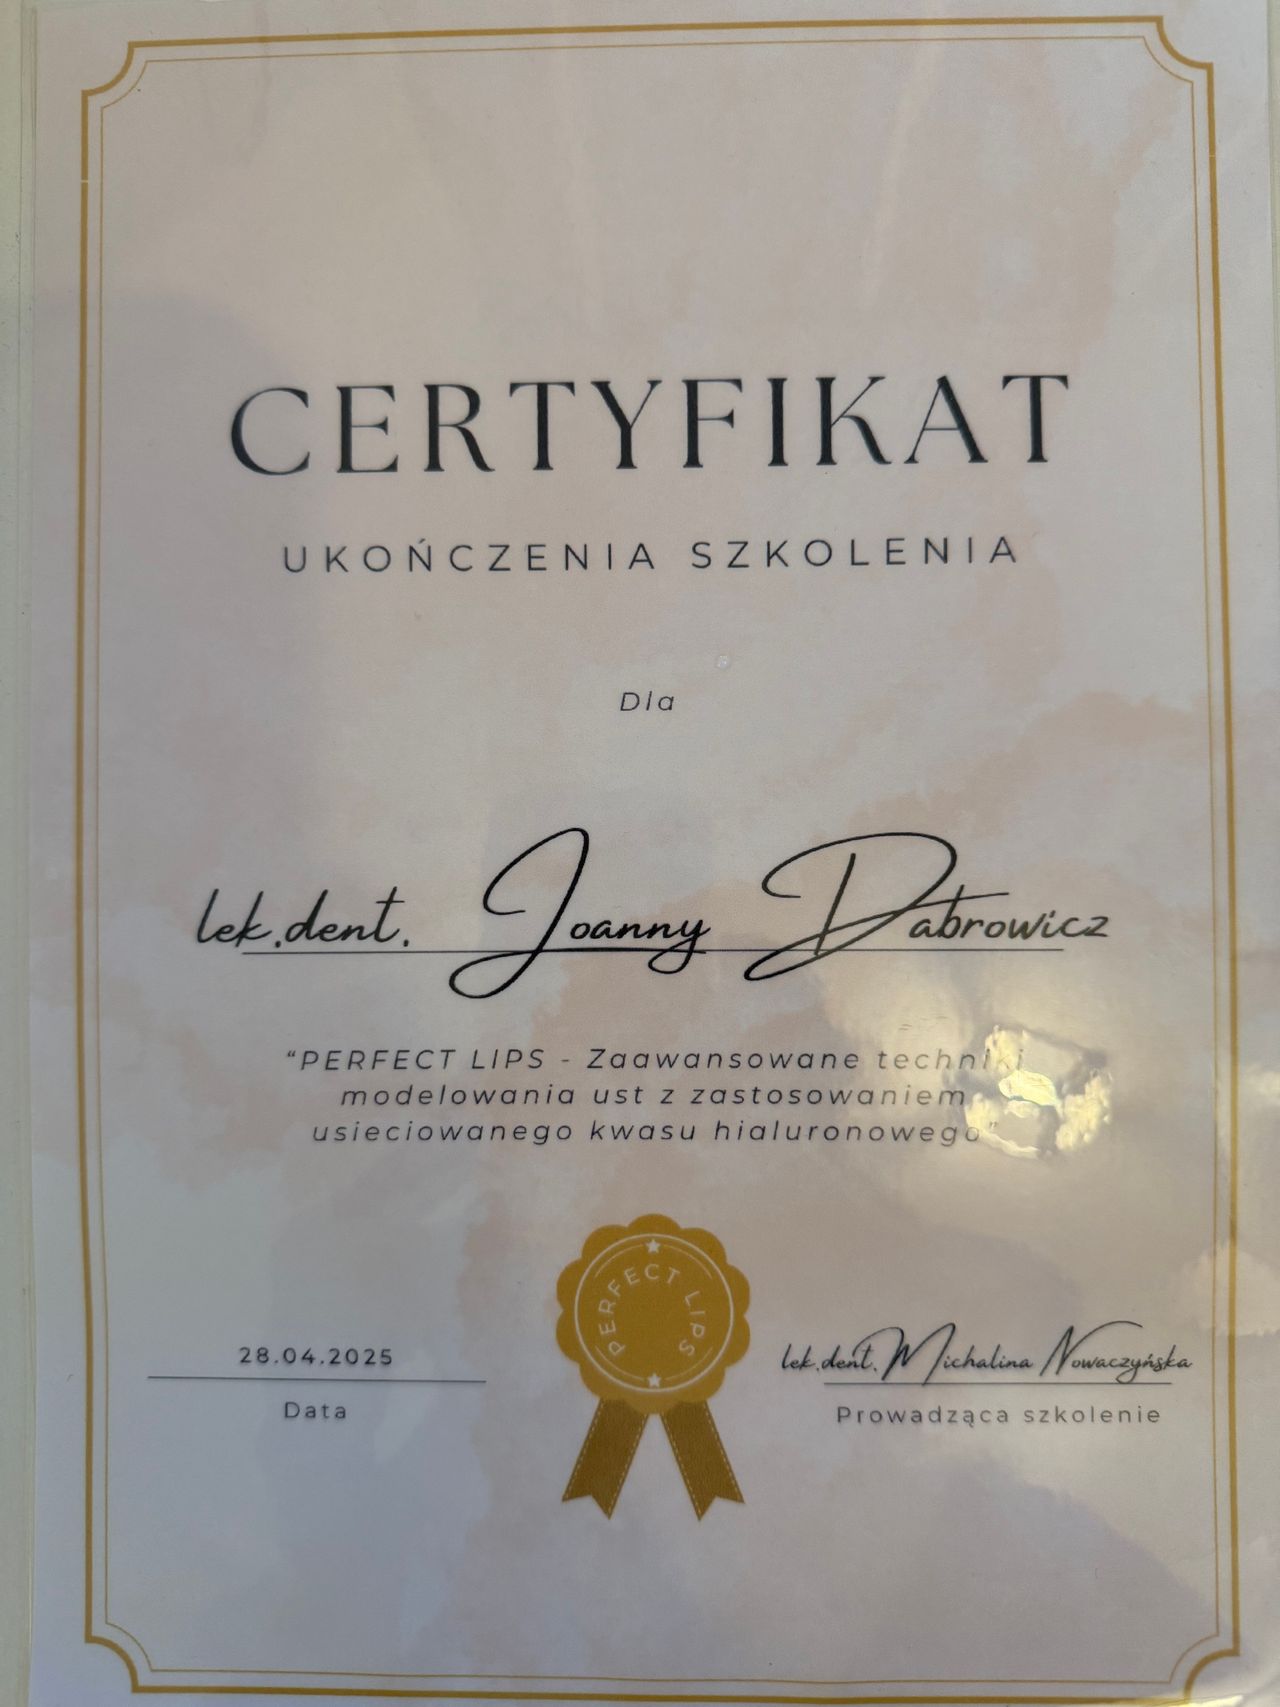 CERTYFIKAT
UKOŃCZENIA SZKOLENIA
Dla
lek.dent. Joanny Dabrowicz
“PERFECT LIPS - Zaawansowane techniki
modelowania ust z zastosowaniem
usieciowanego kwasu hialuronowego”
PERFECT LIPS
28.04.2025
Data
lek.dent. Michalina Nowaczyńska
Prowadząca szkolenie